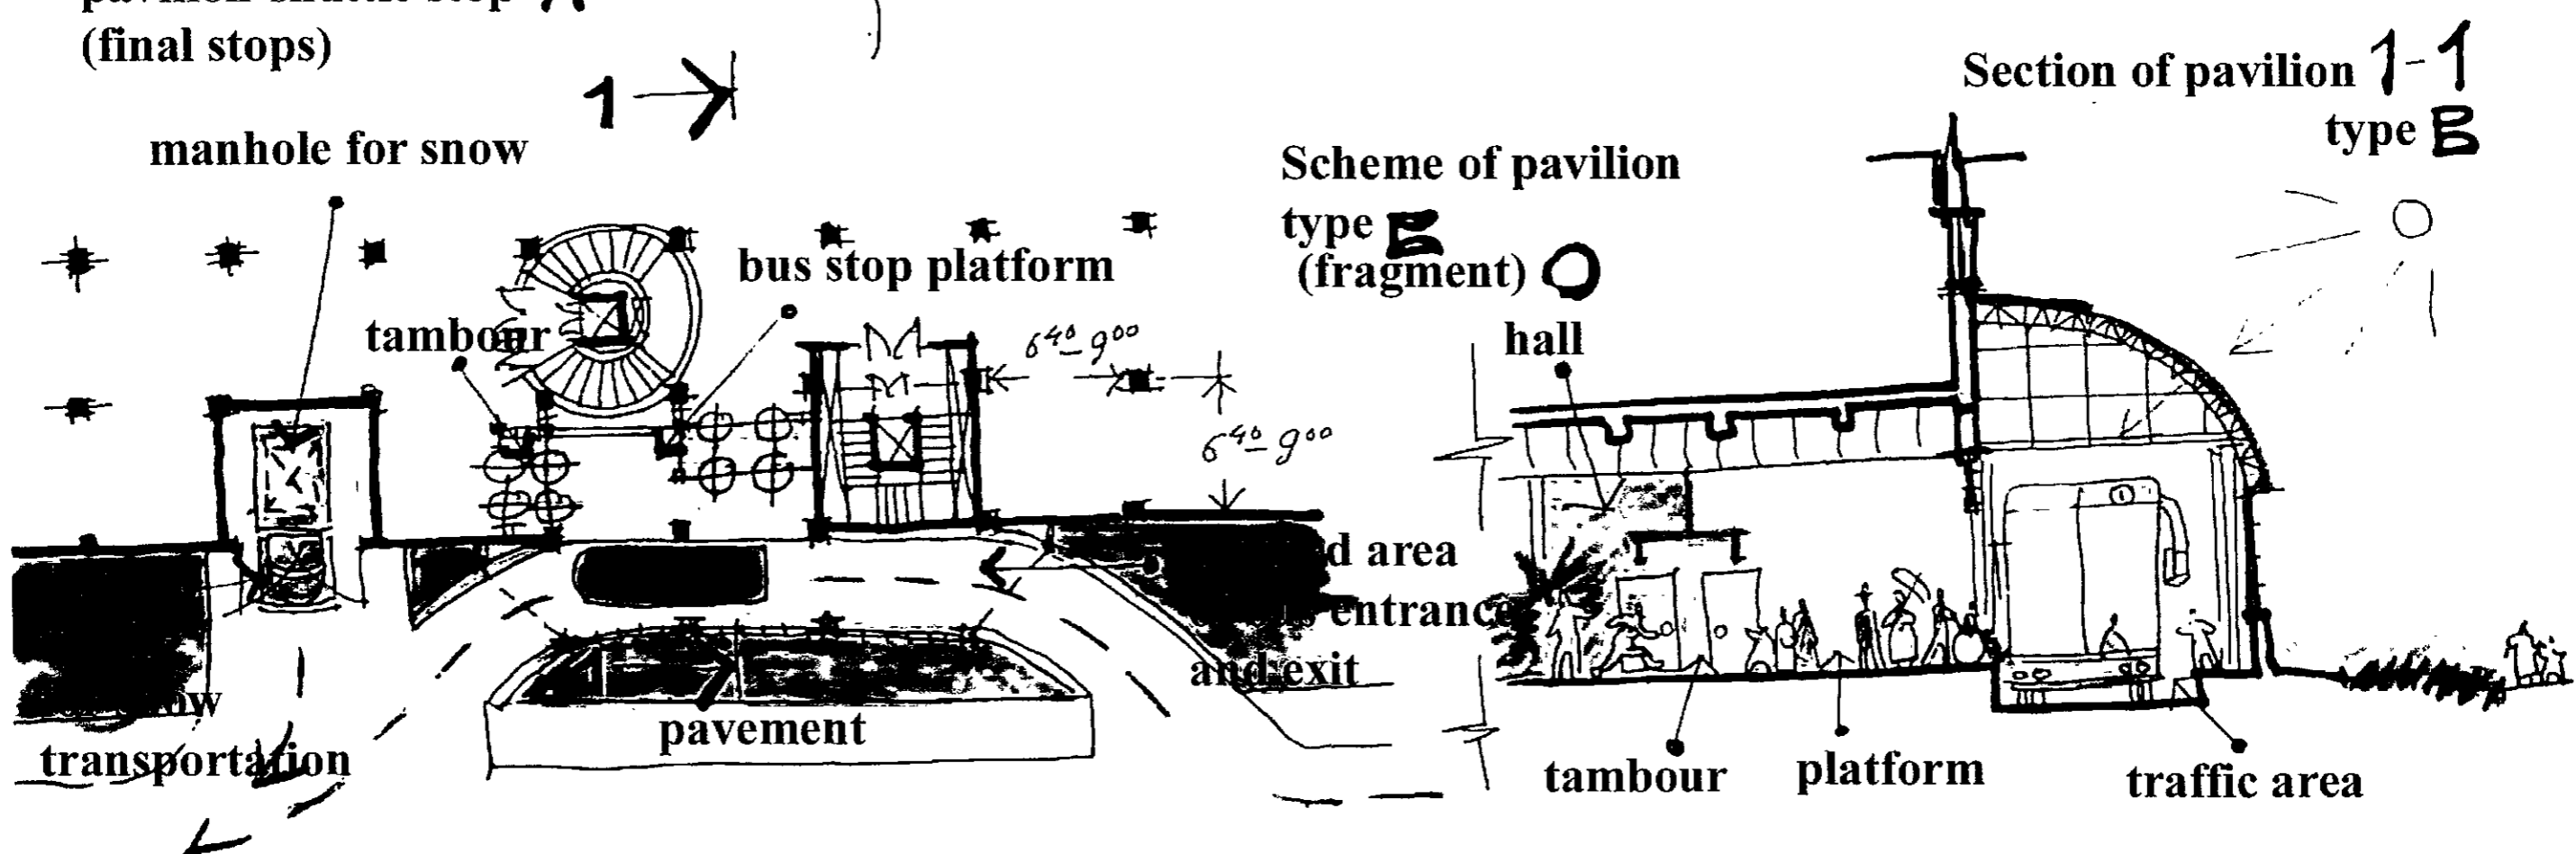 (final stops)
1
manhole for snow
Section of pavilion 1-1
type Б
Scheme of pavilion
type Б
(fragment)
bus stop platform
tambour
hall
6⁴⁰-9⁰⁰
6⁴⁰-9⁰⁰
area
entrance
and exit
pavement
transportation
tambour
platform
traffic area